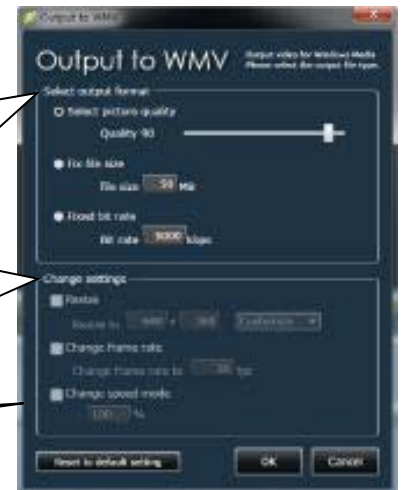 Output to WMV
Output to WMV
Output video for Windows Media
Please select the output file type.
Select output format
Select picture quality
Quality 90
Fix file size
File size 50 MB
Fixed bit rate
Bit rate 5000 kbps
Change settings
Resize
Resize to
Change frame rate
Change frame rate to fps
Change speed mode
100 %
Reset to default setting
OK
Cancel